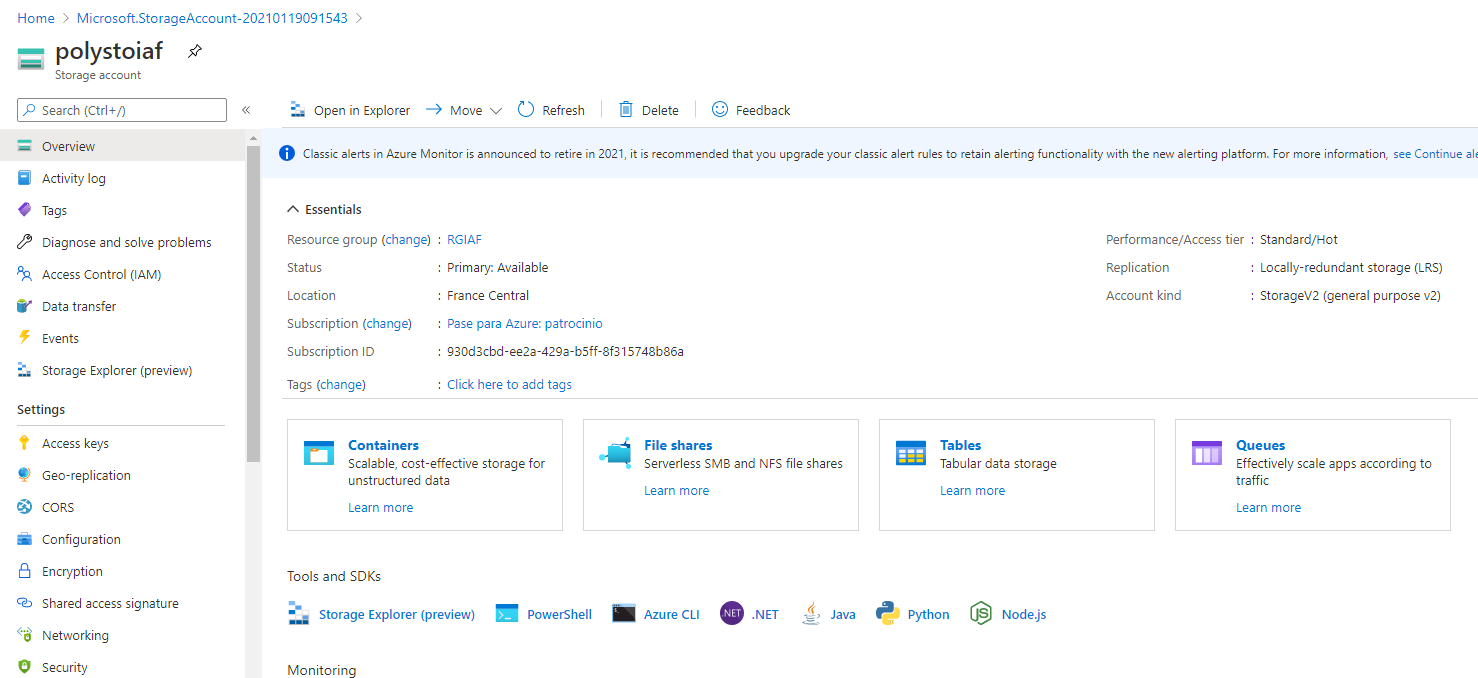 Home > Microsoft.StorageAccount-20210119091543 >
polystoiaf
Storage account
Search (Ctrl+/)
Overview
Activity log
Tags
Diagnose and solve problems
Access Control (IAM)
Data transfer
Events
Storage Explorer (preview)
Settings
Access keys
Geo-replication
CORS
Configuration
Encryption
Shared access signature
Networking
Security
Open in Explorer Move Refresh Delete Feedback
Classic alerts in Azure Monitor is announced to retire in 2021, it is recommended that you upgrade your classic alert rules to retain alerting functionality with the new alerting platform. For more information, see Continue ale
Essentials
Resource group (change) : RGIAF
Status : Primary: Available
Location : France Central
Subscription (change) : Pase para Azure: patrocinio
Subscription ID : 930d3cbd-ee2a-429a-b5ff-8f315748b86a
Tags (change) : Click here to add tags
Performance/Access tier : Standard/Hot
Replication : Locally-redundant storage (LRS)
Account kind : StorageV2 (general purpose v2)
Containers
Scalable, cost-effective storage for
unstructured data
Learn more
File shares
Serverless SMB and NFS file shares
Learn more
Tables
Tabular data storage
Learn more
Queues
Effectively scale apps according to
traffic
Learn more
Tools and SDKs
Storage Explorer (preview) PowerShell Azure CLI NET .NET Java Python Node.js
Monitoring